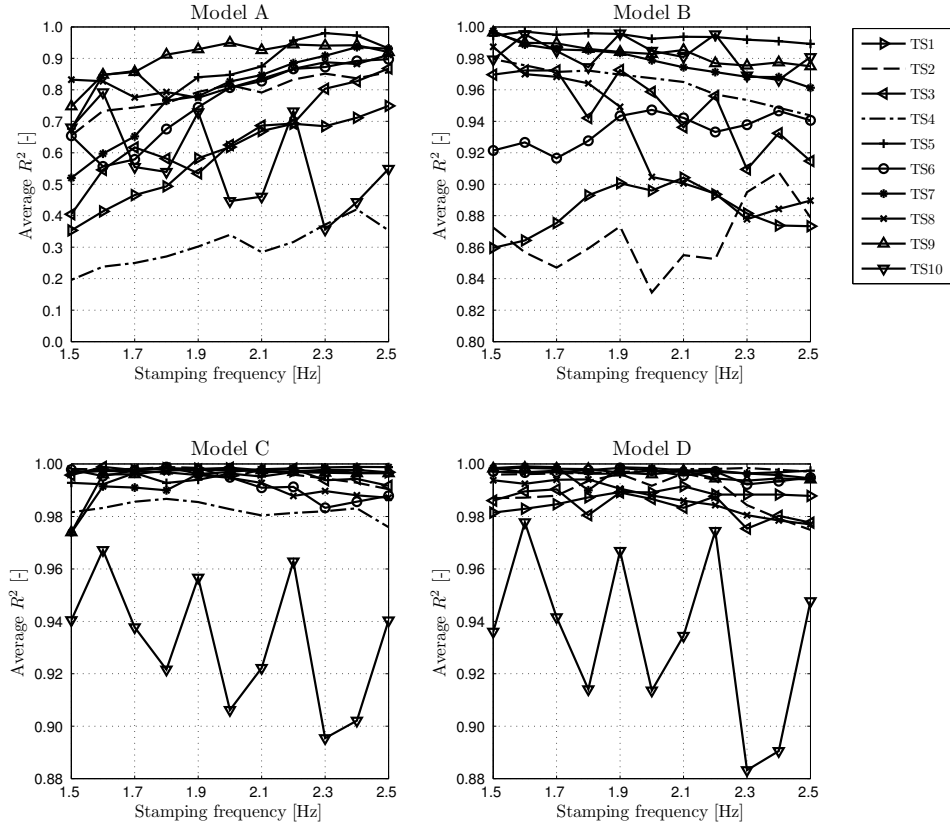 Model A
1.0
0.9
0.8
0.7
0.6
0.5
0.4
0.3
0.2
0.1
0.0
Average R² [-]
1.5 1.7 1.9 2.1 2.3 2.5
Stamping frequency [Hz]
Model B
1.00
0.98
0.96
0.94
0.92
0.90
0.88
0.86
0.84
0.82
0.80
Average R² [-]
1.5 1.7 1.9 2.1 2.3 2.5
Stamping frequency [Hz]
TS1
TS2
TS3
TS4
TS5
TS6
TS7
TS8
TS9
TS10
Model C
1.00
0.98
0.96
0.94
0.92
0.90
0.88
Average R² [-]
1.5 1.7 1.9 2.1 2.3 2.5
Stamping frequency [Hz]
Model D
1.00
0.98
0.96
0.94
0.92
0.90
0.88
Average R² [-]
1.5 1.7 1.9 2.1 2.3 2.5
Stamping frequency [Hz]